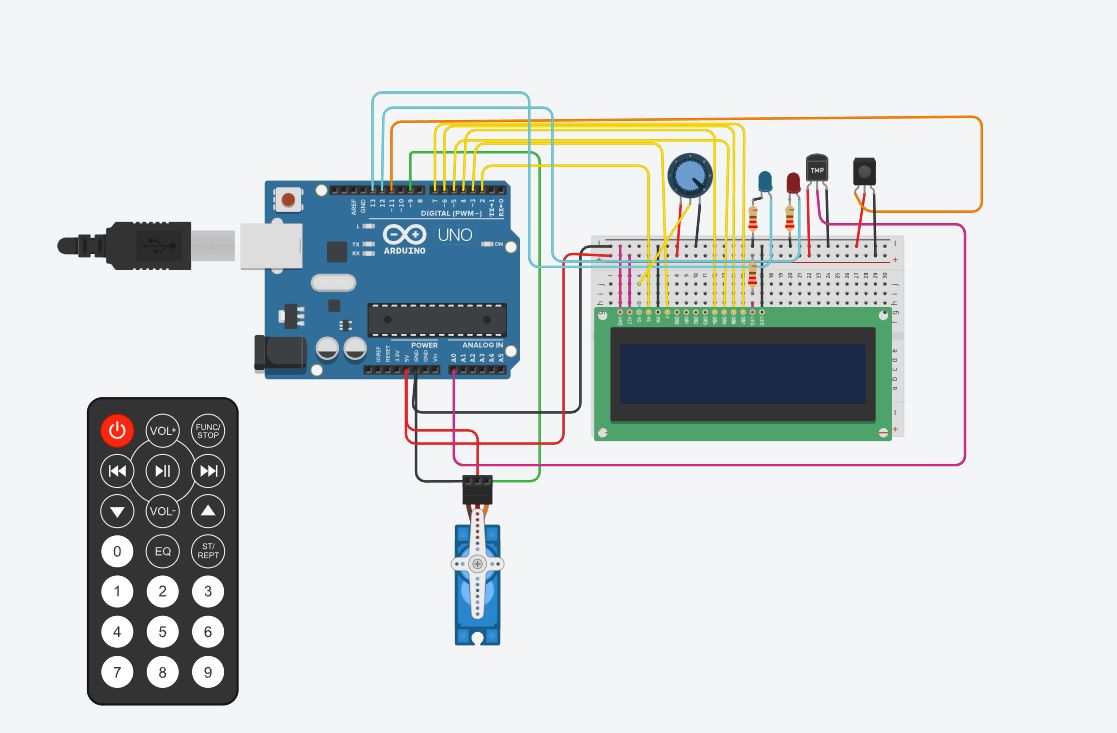 AREF
GND
13
12
~11
~10
~9
8
7
~6
~5
4
~3
2
TX→1
RX←0
DIGITAL (PWM~)
L
TX
RX
UNO
ARDUINO
ON
IOREF
RESET
3.3V
5V
GND
GND
Vin
POWER
ANALOG IN
A0
A1
A2
A3
A4
A5
TMP
VOL+
FUNC/
STOP
VOL-
0
EQ
ST/
REPT
1 2 3
4 5 6
7 8 9